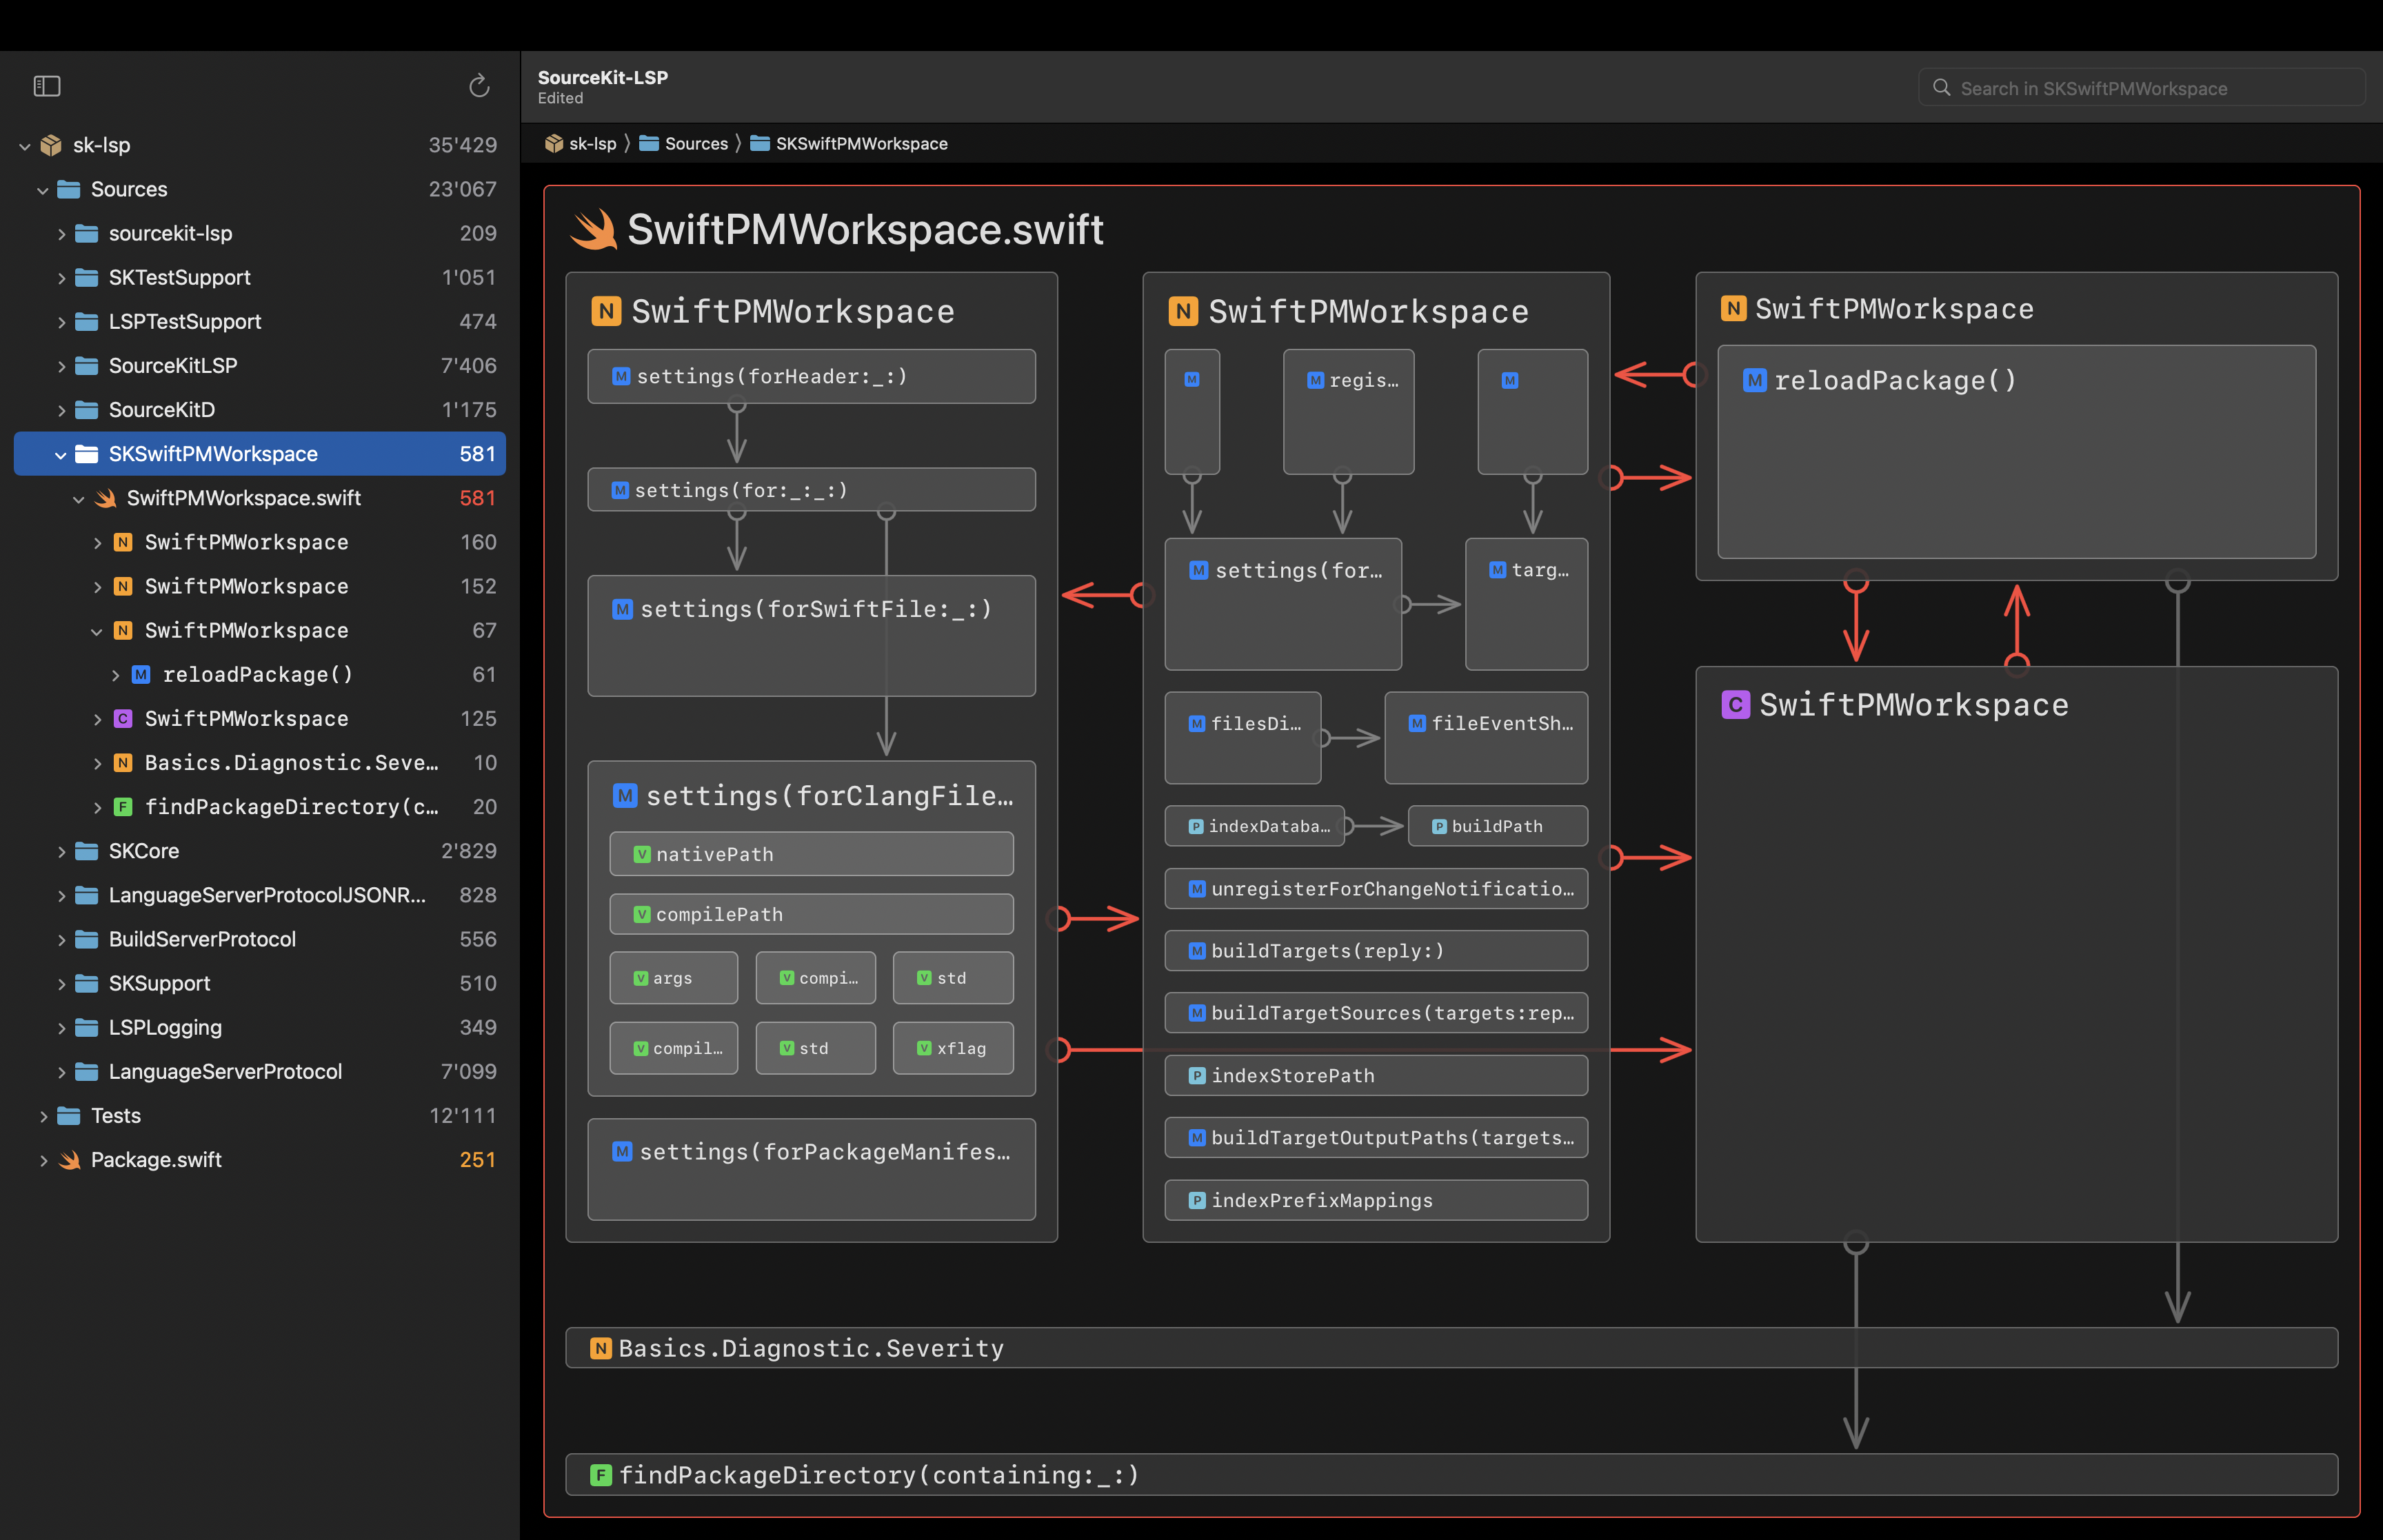 SourceKit-LSP
Edited
Search in SKSwiftPMWorkspace
sk-lsp 35'429
Sources 23'067
sourcekit-lsp 209
SKTestSupport 1'051
LSPTestSupport 474
SourceKitLSP 7'406
SourceKitD 1'175
SKSwiftPMWorkspace 581
SwiftPMWorkspace.swift 581
N SwiftPMWorkspace 160
N SwiftPMWorkspace 152
N SwiftPMWorkspace 67
M reloadPackage() 61
C SwiftPMWorkspace 125
N Basics.Diagnostic.Seve… 10
F findPackageDirectory(c… 20
SKCore 2'829
LanguageServerProtocolJSONR… 828
BuildServerProtocol 556
SKSupport 510
LSPLogging 349
LanguageServerProtocol 7'099
Tests 12'111
Package.swift 251
sk-lsp 〉 Sources 〉 SKSwiftPMWorkspace
SwiftPMWorkspace.swift
N SwiftPMWorkspace
M settings(forHeader:_:)
M settings(for:_:_:)
M settings(forSwiftFile:_:)
M settings(forClangFile…
V nativePath
V compilePath
V args
V compi…
V std
V compil…
V std
V xflag
M settings(forPackageManifes…
N SwiftPMWorkspace
M
M regis…
M
M settings(for…
M targ…
M filesDi…
M fileEventSh…
P indexDataba…
P buildPath
M unregisterForChangeNotificatio…
M buildTargets(reply:)
M buildTargetSources(targets:rep…
P indexStorePath
M buildTargetOutputPaths(targets…
P indexPrefixMappings
N SwiftPMWorkspace
M reloadPackage()
C SwiftPMWorkspace
N Basics.Diagnostic.Severity
F findPackageDirectory(containing:_:)